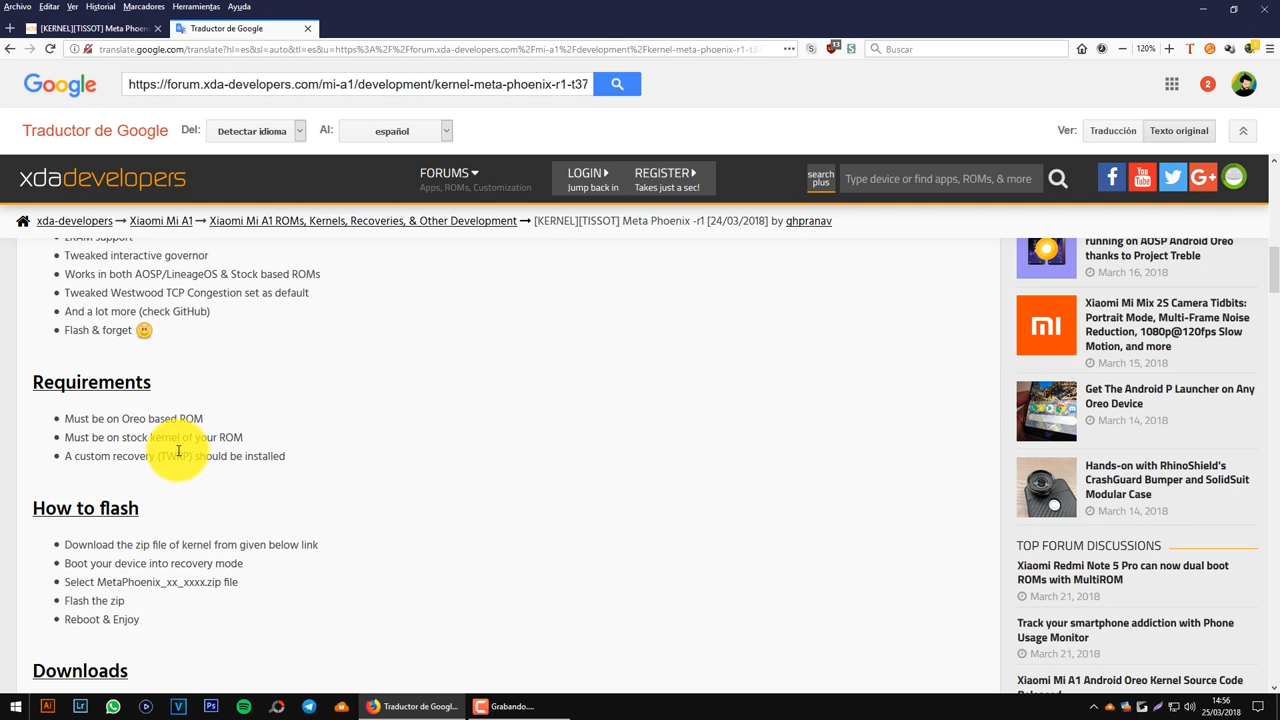 Archivo Editar Ver Historial Marcadores Herramientas Ayuda
[KERNEL][TISSOT] Meta Phoen
Traductor de Google
translate.google.com/translate?hl=es&sl=auto&tl=es&u=https%3A%2F%2Fforum.xda-developers.com%2Fmi-a1%2Fdevelopment%2Fkernel-meta-phoenix-r1-t37
Buscar
120%
Google
https://forum.xda-developers.com/mi-a1/development/kernel-meta-phoenix-r1-t37
2
Traductor de Google
Del:
Detectar idioma
Al:
español
Ver:
Traducción
Texto original
xdadevelopers
FORUMS
Apps, ROMs, Customization
LOGIN
Jump back in
REGISTER
Takes just a sec!
search
plus
Type device or find apps, ROMs, & more
xda-developers → Xiaomi Mi A1 → Xiaomi Mi A1 ROMs, Kernels, Recoveries, & Other Development → [KERNEL][TISSOT] Meta Phoenix -r1 [24/03/2018] by ghpranav
ZRAM support
Tweaked interactive governor
Works in both AOSP/LineageOS & Stock based ROMs
Tweaked Westwood TCP Congestion set as default
And a lot more (check GitHub)
Flash & forget
Requirements
Must be on Oreo based ROM
Must be on stock kernel of your ROM
A custom recovery (TWRP) should be installed
How to flash
Download the zip file of kernel from given below link
Boot your device into recovery mode
Select MetaPhoenix_xx_xxxx.zip file
Flash the zip
Reboot & Enjoy
Downloads
running on AOSP Android Oreo
thanks to Project Treble
March 16, 2018
Xiaomi Mi Mix 2S Camera Tidbits:
Portrait Mode, Multi-Frame Noise
Reduction, 1080p@120fps Slow
Motion, and more
March 15, 2018
Get The Android P Launcher on Any
Oreo Device
March 14, 2018
Hands-on with RhinoShield's
CrashGuard Bumper and SolidSuit
Modular Case
March 14, 2018
TOP FORUM DISCUSSIONS
Xiaomi Redmi Note 5 Pro can now dual boot
ROMs with MultiROM
March 21, 2018
Track your smartphone addiction with Phone
Usage Monitor
March 21, 2018
Xiaomi Mi A1 Android Oreo Kernel Source Code
Traductor de Googl...
Grabando....
14:56
25/03/2018